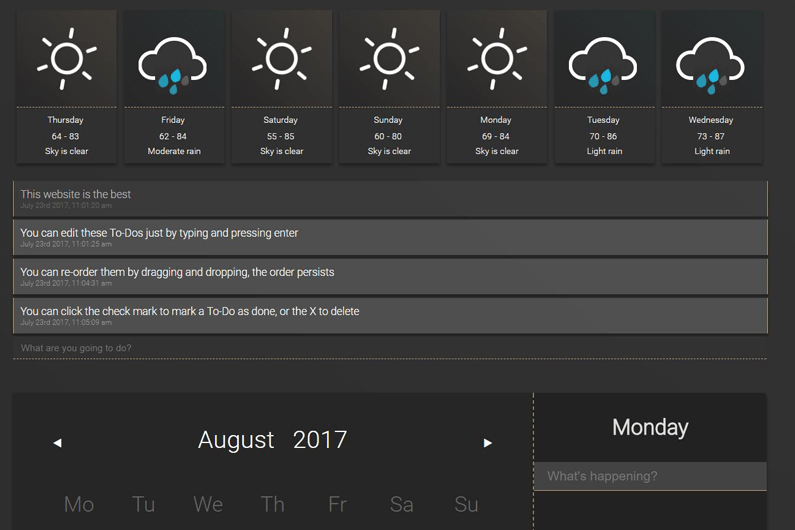 Thursday
64 - 83
Sky is clear
Friday
62 - 84
Moderate rain
Saturday
55 - 85
Sky is clear
Sunday
60 - 80
Sky is clear
Monday
69 - 84
Sky is clear
Tuesday
70 - 86
Light rain
Wednesday
73 - 87
Light rain
This website is the best
July 23rd 2017, 11:01:20 am
You can edit these To-Dos just by typing and pressing enter
July 23rd 2017, 11:01:25 am
You can re-order them by dragging and dropping, the order persists
July 23rd 2017, 11:04:31 am
You can click the check mark to mark a To-Do as done, or the X to delete
July 23rd 2017, 11:05:09 am
What are you going to do?
August 2017
Mo Tu We Th Fr Sa Su
Monday
What's happening?